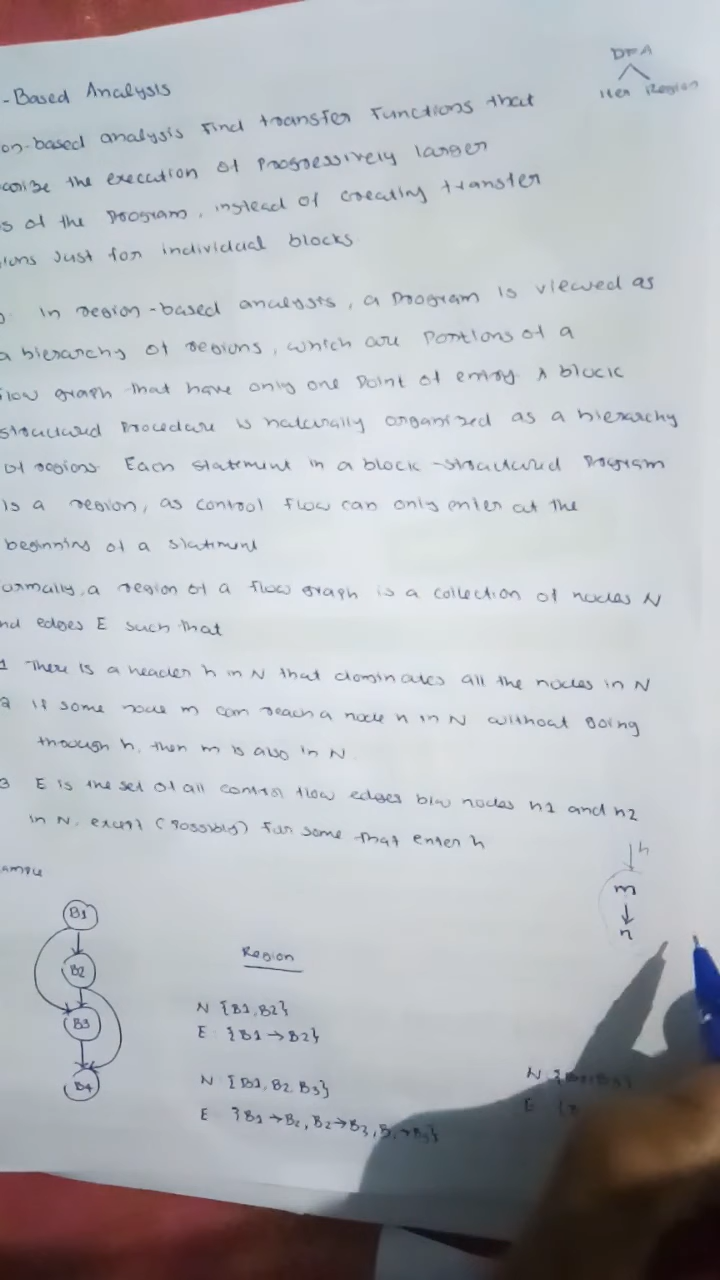 DFA
Iter Region
-Based Analysis
on-based analysis find transfer functions that
the execution of progressively larger
s of the program, instead of creating transfer
ions just for individual blocks
In region-based analysis, a program is viewed as
a hierarchy of regions, which are portions of a
flow graph that have only one point of entry A block
structured procedure is naturally organized as a hierarchy
of regions. Each statement in a block-structured program
is a region, as control flow can only enter at the
beginning of a statement
ormally, a region of a flow graph is a collection of nodes N
nd edges E such that
1 There is a header h in N that dominates all the nodes in N
2 If some node m can reach a node n in N without going
through h, then m is also in N.
3 E is the set of all control flow edges b/w nodes n1 and n2
in N, except (possibly) for some that enter h
h
ample
m
n
B1
Region
B2
N {B1, B2}
B3
E {B1 → B2}
B4
N {B1, B2 B3}
N
E {B1 → B2, B2 → B3,
E